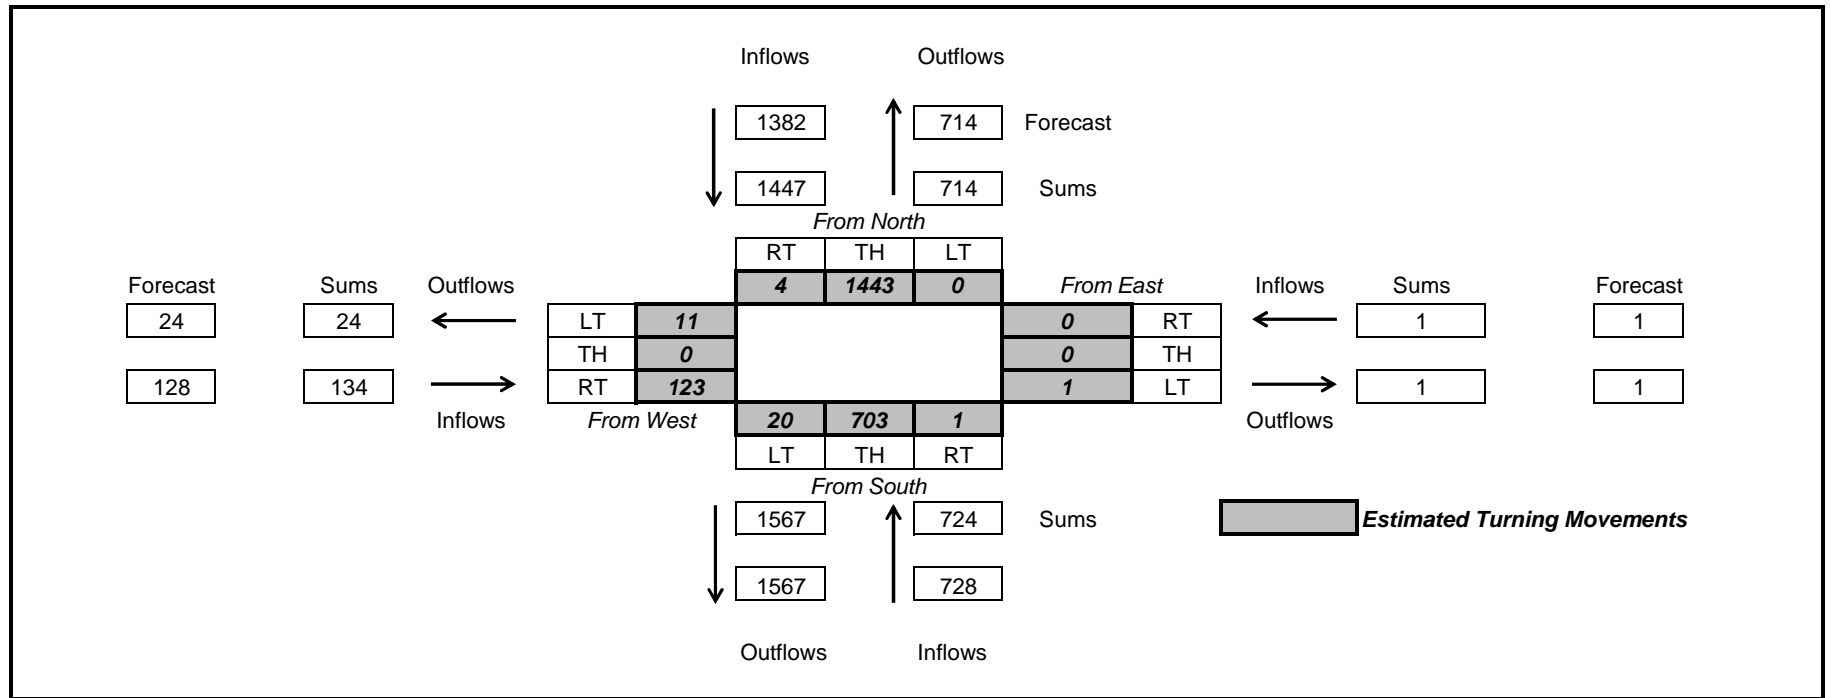 Inflows Outflows
1382 714 Forecast
1447 714 Sums
From North
RT TH LT
Forecast Sums Outflows 4 1443 0 From East Inflows Sums Forecast
24 24 LT 11 0 RT 1 1
TH 0 0 TH
128 134 RT 123 1 LT 1 1
Inflows From West 20 703 1 Outflows
LT TH RT
From South
1567 724 Sums Estimated Turning Movements
1567 728
Outflows Inflows